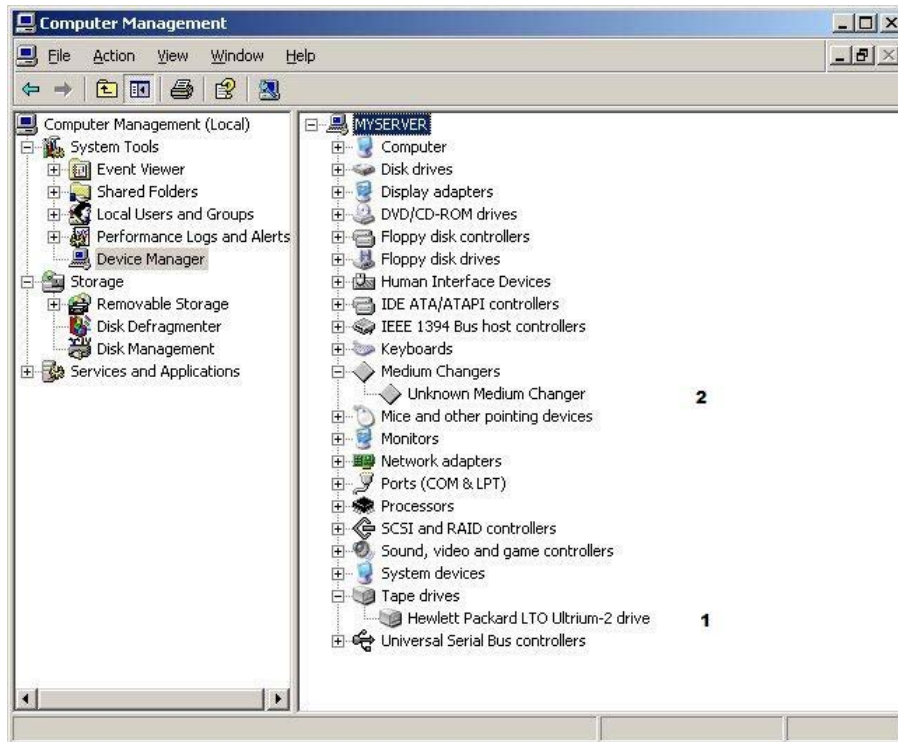 Computer Management
File Action View Window Help
Computer Management (Local)
System Tools
Event Viewer
Shared Folders
Local Users and Groups
Performance Logs and Alerts
Device Manager
Storage
Removable Storage
Disk Defragmenter
Disk Management
Services and Applications
MYSERVER
Computer
Disk drives
Display adapters
DVD/CD-ROM drives
Floppy disk controllers
Floppy disk drives
Human Interface Devices
IDE ATA/ATAPI controllers
IEEE 1394 Bus host controllers
Keyboards
Medium Changers
Unknown Medium Changer 2
Mice and other pointing devices
Monitors
Network adapters
Ports (COM & LPT)
Processors
SCSI and RAID controllers
Sound, video and game controllers
System devices
Tape drives
Hewlett Packard LTO Ultrium-2 drive 1
Universal Serial Bus controllers